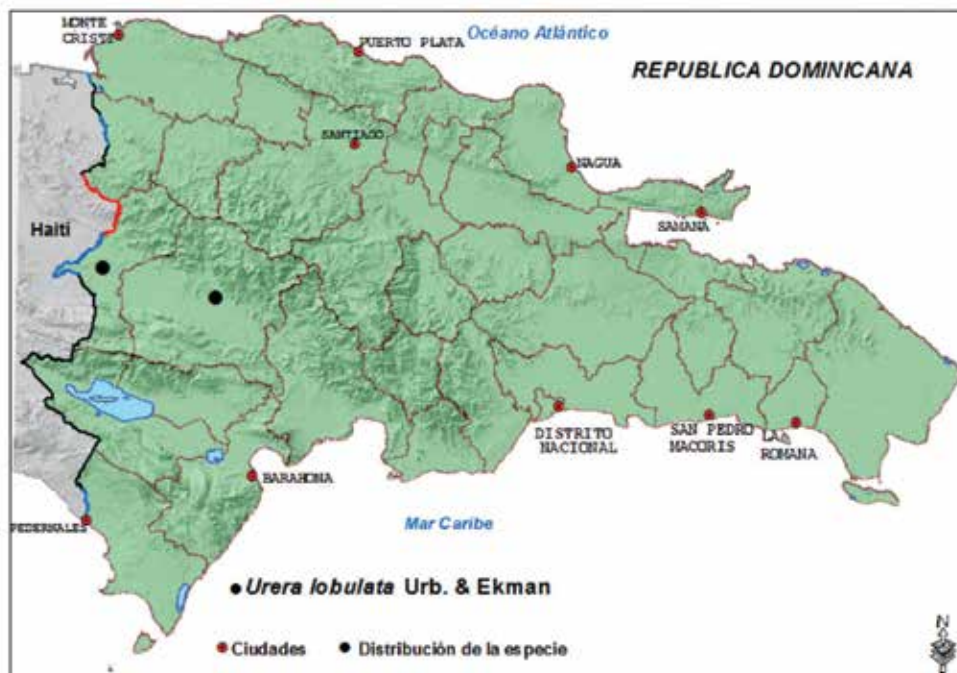 MONTE
CRISTI
PUERTO PLATA
Océano Atlántico
REPUBLICA DOMINICANA
SANTIAGO
NAGUA
SAMANA
Haití
DISTRITO
NACIONAL
SAN PEDRO
MACORIS
LA
ROMANA
BARAHONA
PEDERNALES
Mar Caribe
Urera lobulata Urb. & Ekman
Ciudades
Distribución de la especie
N